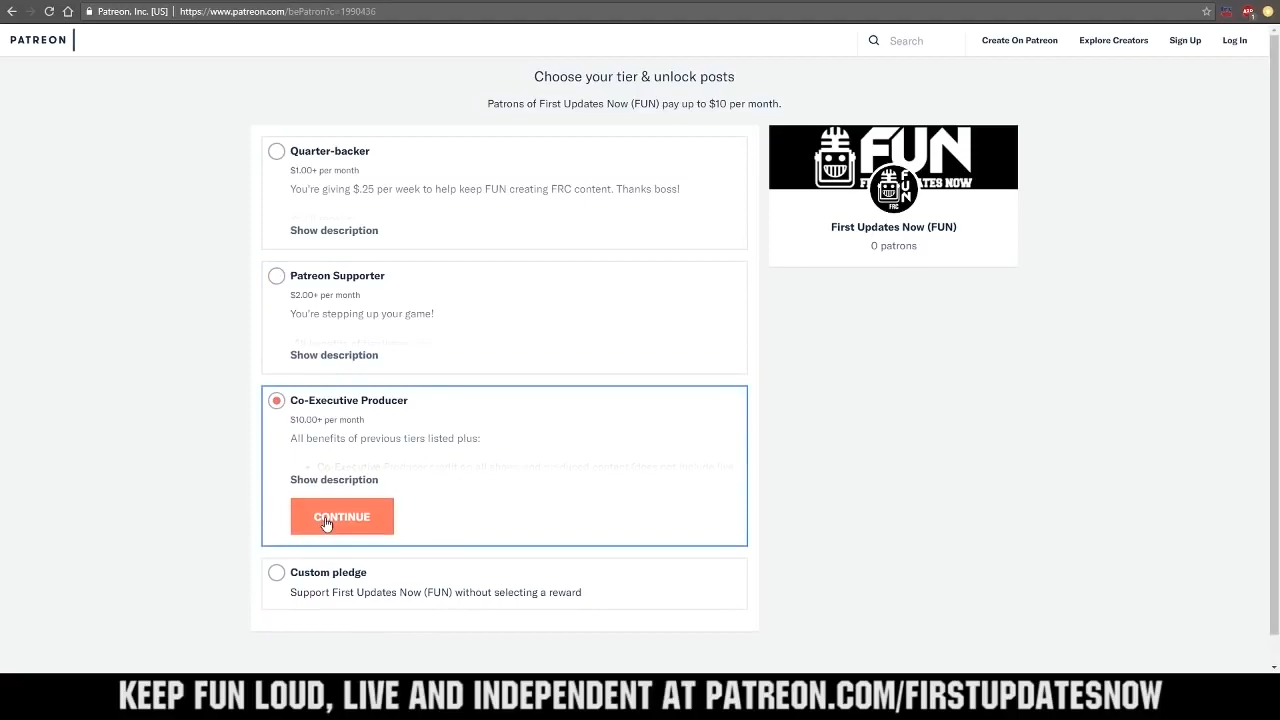 Patreon, Inc. [US] | https://www.patreon.com/bePatron?c=1990436
PATREON
Search
Create On Patreon
Explore Creators
Sign Up
Log In
Choose your tier & unlock posts
Patrons of First Updates Now (FUN) pay up to $10 per month.
Quarter-backer
$1.00+ per month
You're giving $.25 per week to help keep FUN creating FRC content. Thanks boss!
Show description
Patreon Supporter
$2.00+ per month
You're stepping up your game!
Show description
Co-Executive Producer
$10.00+ per month
All benefits of previous tiers listed plus:
Show description
CONTINUE
Custom pledge
Support First Updates Now (FUN) without selecting a reward
FUN
FUN
FRC
First Updates Now (FUN)
0 patrons
KEEP FUN LOUD, LIVE AND INDEPENDENT AT PATREON.COM/FIRSTUPDATESNOW